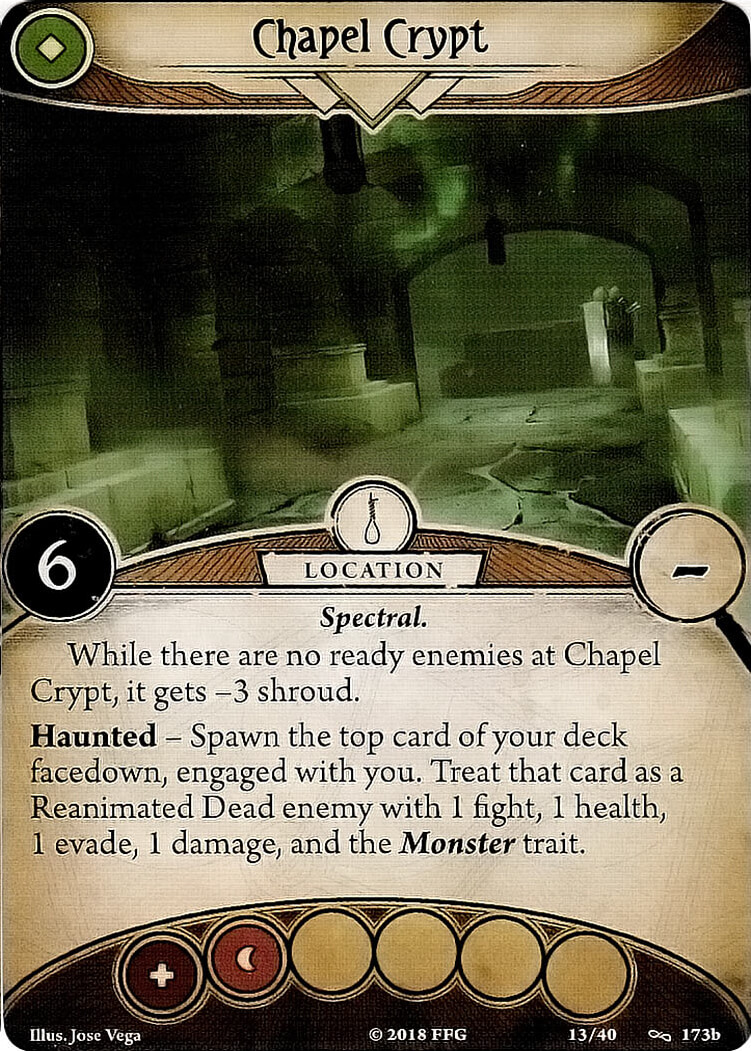 Chapel Crypt
6
LOCATION
-
Spectral.
While there are no ready enemies at Chapel
Crypt, it gets –3 shroud.
Haunted – Spawn the top card of your deck
facedown, engaged with you. Treat that card as a
Reanimated Dead enemy with 1 fight, 1 health,
1 evade, 1 damage, and the Monster trait.
Illus. Jose Vega © 2018 FFG 13/40 173b